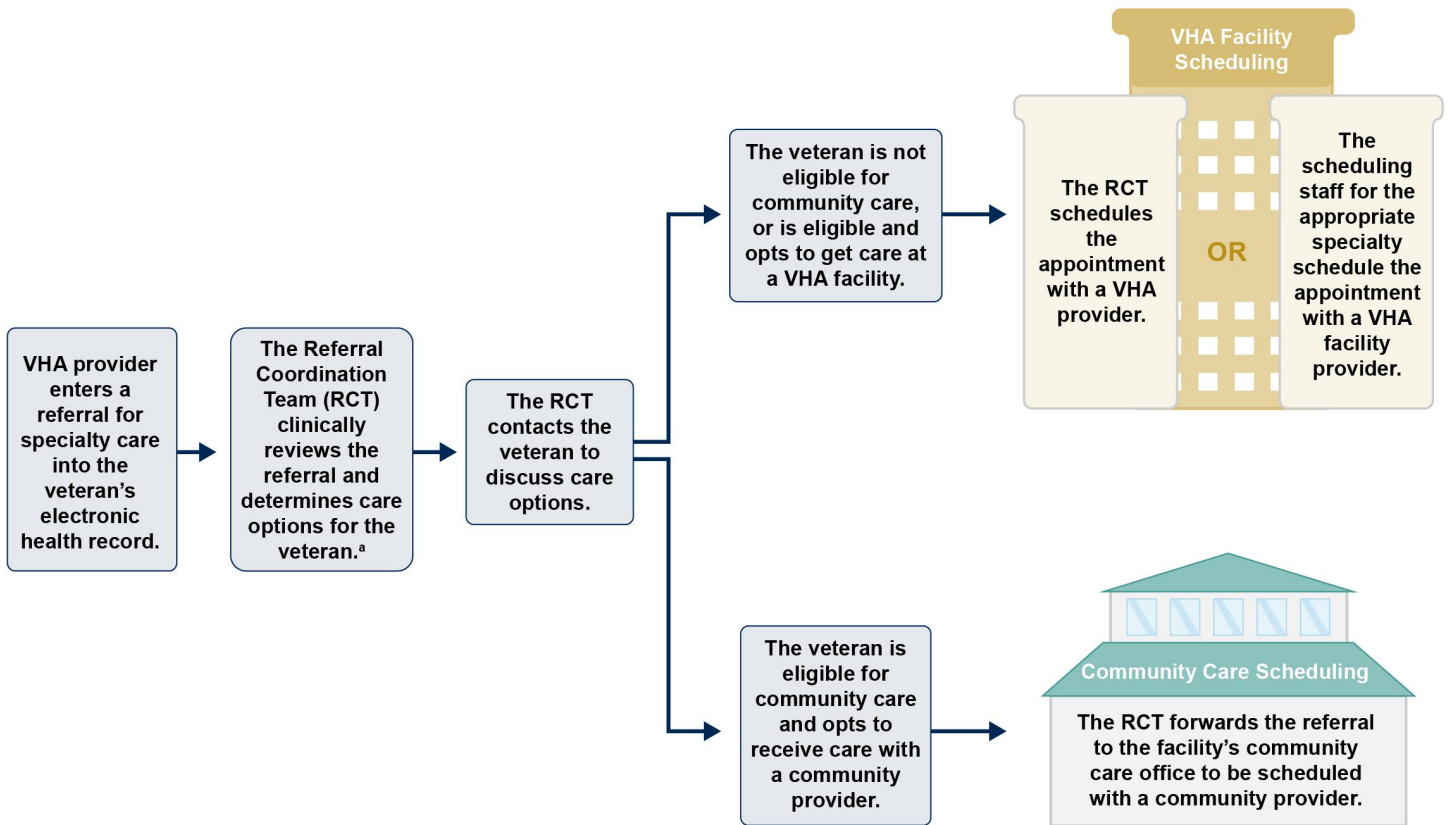 VHA provider
enters a
referral for
specialty care
into the
veteran’s
electronic
health record.
The Referral
Coordination
Team (RCT)
clinically
reviews the
referral and
determines care
options for the
veteran.ᵃ
The RCT
contacts the
veteran to
discuss care
options.
The veteran is not
eligible for
community care,
or is eligible and
opts to get care at
a VHA facility.
VHA Facility
Scheduling
The RCT
schedules
the
appointment
with a VHA
provider.
OR
The
scheduling
staff for the
appropriate
specialty
schedule the
appointment
with a VHA
facility
provider.
The veteran is
eligible for
community care
and opts to
receive care with
a community
provider.
Community Care Scheduling
The RCT forwards the referral
to the facility’s community
care office to be scheduled
with a community provider.